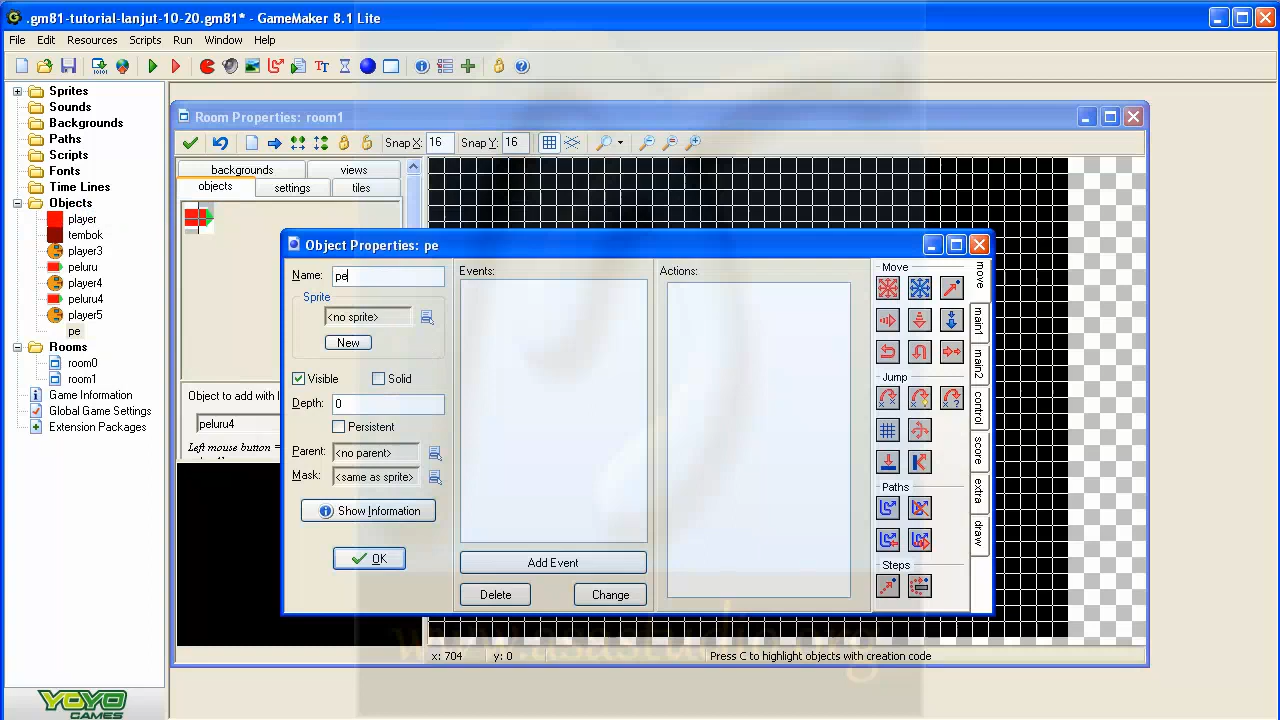 .gm81-tutorial-lanjut-10-20.gm81* - GameMaker 8.1 Lite
File Edit Resources Scripts Run Window Help
Sprites
Sounds
Backgrounds
Paths
Scripts
Fonts
Time Lines
Objects
player
tembok
player3
peluru
player4
peluru4
player5
pe
Rooms
room0
room1
Game Information
Global Game Settings
Extension Packages
YOYO
GAMES
Room Properties: room1
Snap X: 16 Snap Y: 16
backgrounds views
objects settings tiles
Object to add with l
peluru4
Left mouse button =
x: 704 y: 0 Press C to highlight objects with creation code
Object Properties: pe
Name: pe
Sprite
<no sprite>
New
Visible Solid
Depth: 0
Persistent
Parent: <no parent>
Mask: <same as sprite>
Show Information
OK
Events:
Add Event
Delete Change
Actions:
Move
Jump
Paths
Steps
move
main1
main2
control
score
extra
draw